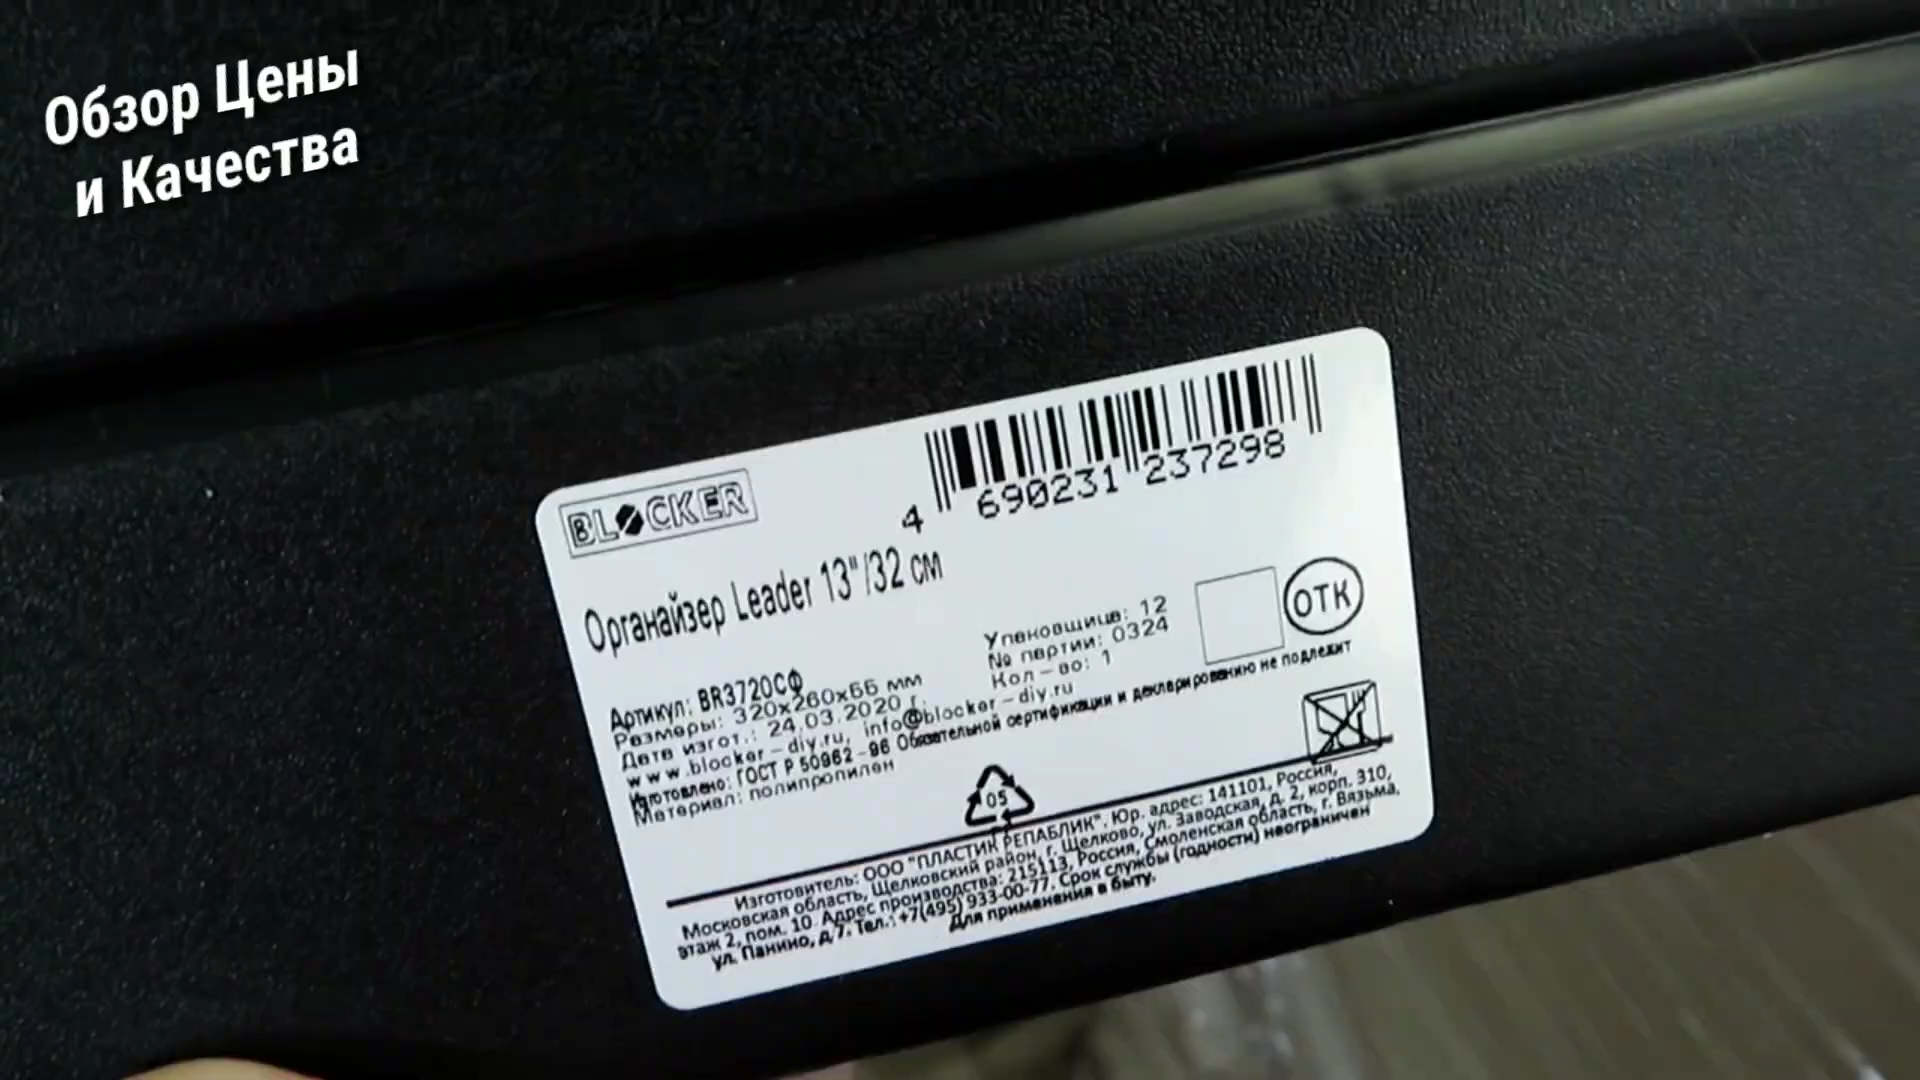 Обзор Цены
и Качества
BLOCKER
4 690231 237298
Органайзер Leader 13"/32 см
Артикул: BR3720СФ
Размеры: 320x260x66 мм
Дата изгот.: 24.03.2020 г.
www.blocker-diy.ru, info@blocker-diy.ru
Изготовлено: ГОСТ Р 50962-96 Обязательной сертификации и декларированию не подлежит
Материал: полипропилен
Упаковщица: 12
№ партии: 0324
Кол-во: 1
ОТК
05
Изготовитель: ООО "ПЛАСТИК РЕПАБЛИК". Юр. адрес: 141101, Россия,
Московская область, Щелковский район, г. Щелково, ул. Заводская, д. 2, корп. 310,
этаж 2, пом. 10. Адрес производства: 215113, Россия, Смоленская область, г. Вязьма,
ул. Панино, д 7. Тел.: +7(495) 933-00-77. Срок службы (годности) неограничен
Для применения в быту.